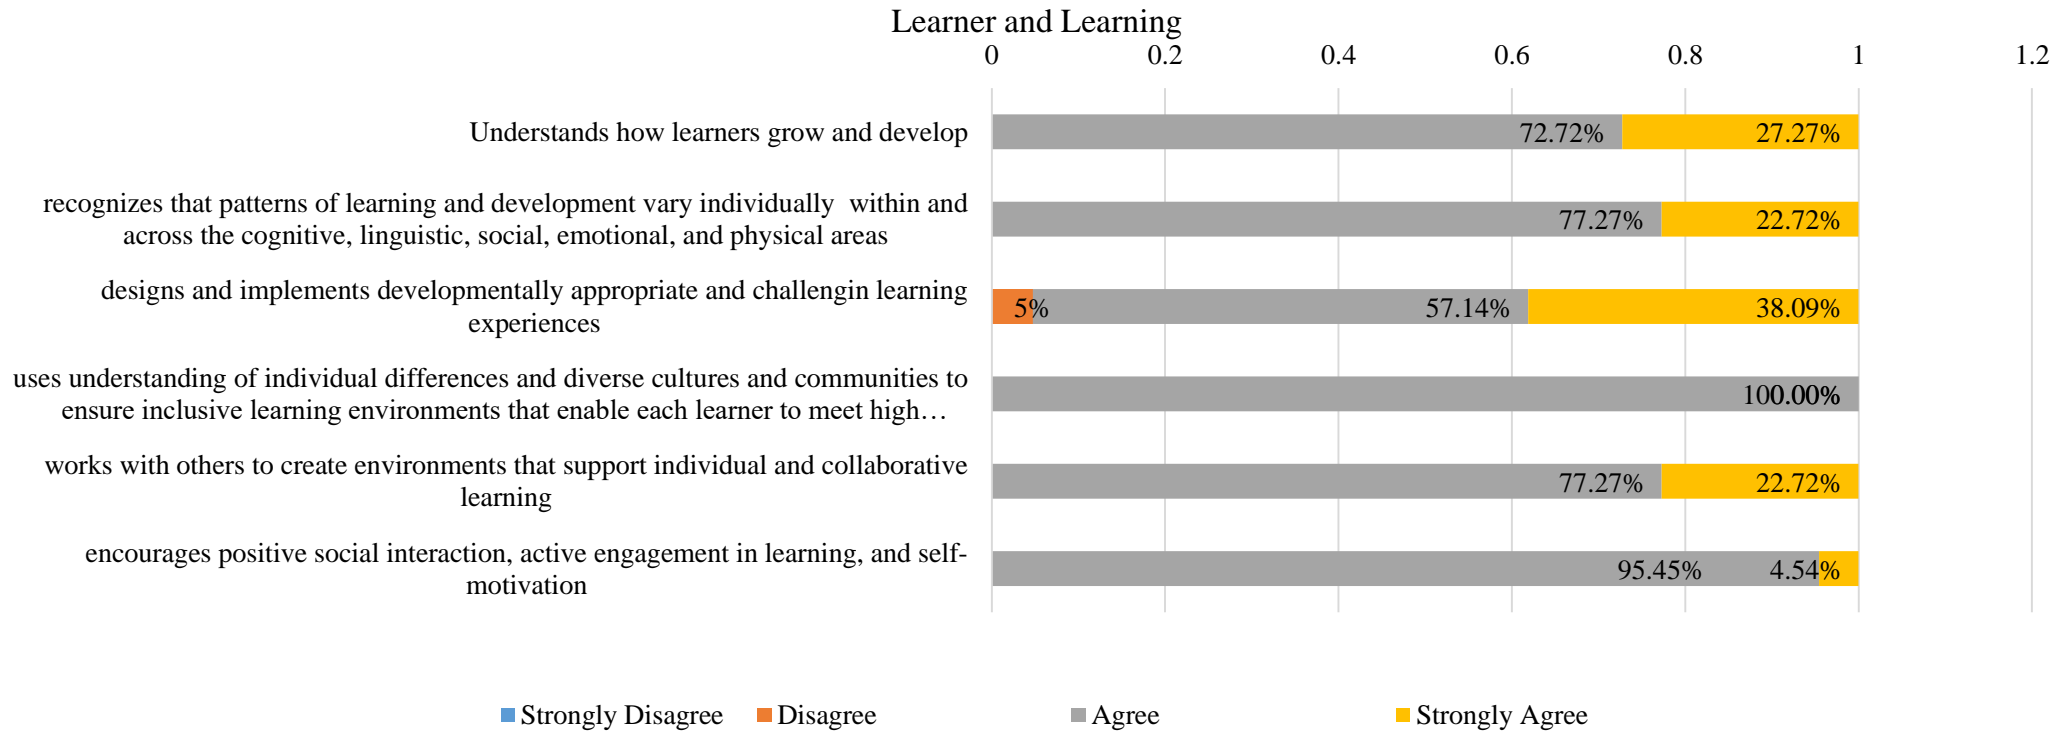 Learner and Learning
0 0.2 0.4 0.6 0.8 1 1.2
Understands how learners grow and develop
72.72% 27.27%
recognizes that patterns of learning and development vary individually  within and
across the cognitive, linguistic, social, emotional, and physical areas
77.27% 22.72%
designs and implements developmentally appropriate and challengin learning
experiences
5% 57.14% 38.09%
uses understanding of individual differences and diverse cultures and communities to
ensure inclusive learning environments that enable each learner to meet high…
100.00%
works with others to create environments that support individual and collaborative
learning
77.27% 22.72%
encourages positive social interaction, active engagement in learning, and self-
motivation
95.45% 4.54%
Strongly Disagree Disagree Agree Strongly Agree